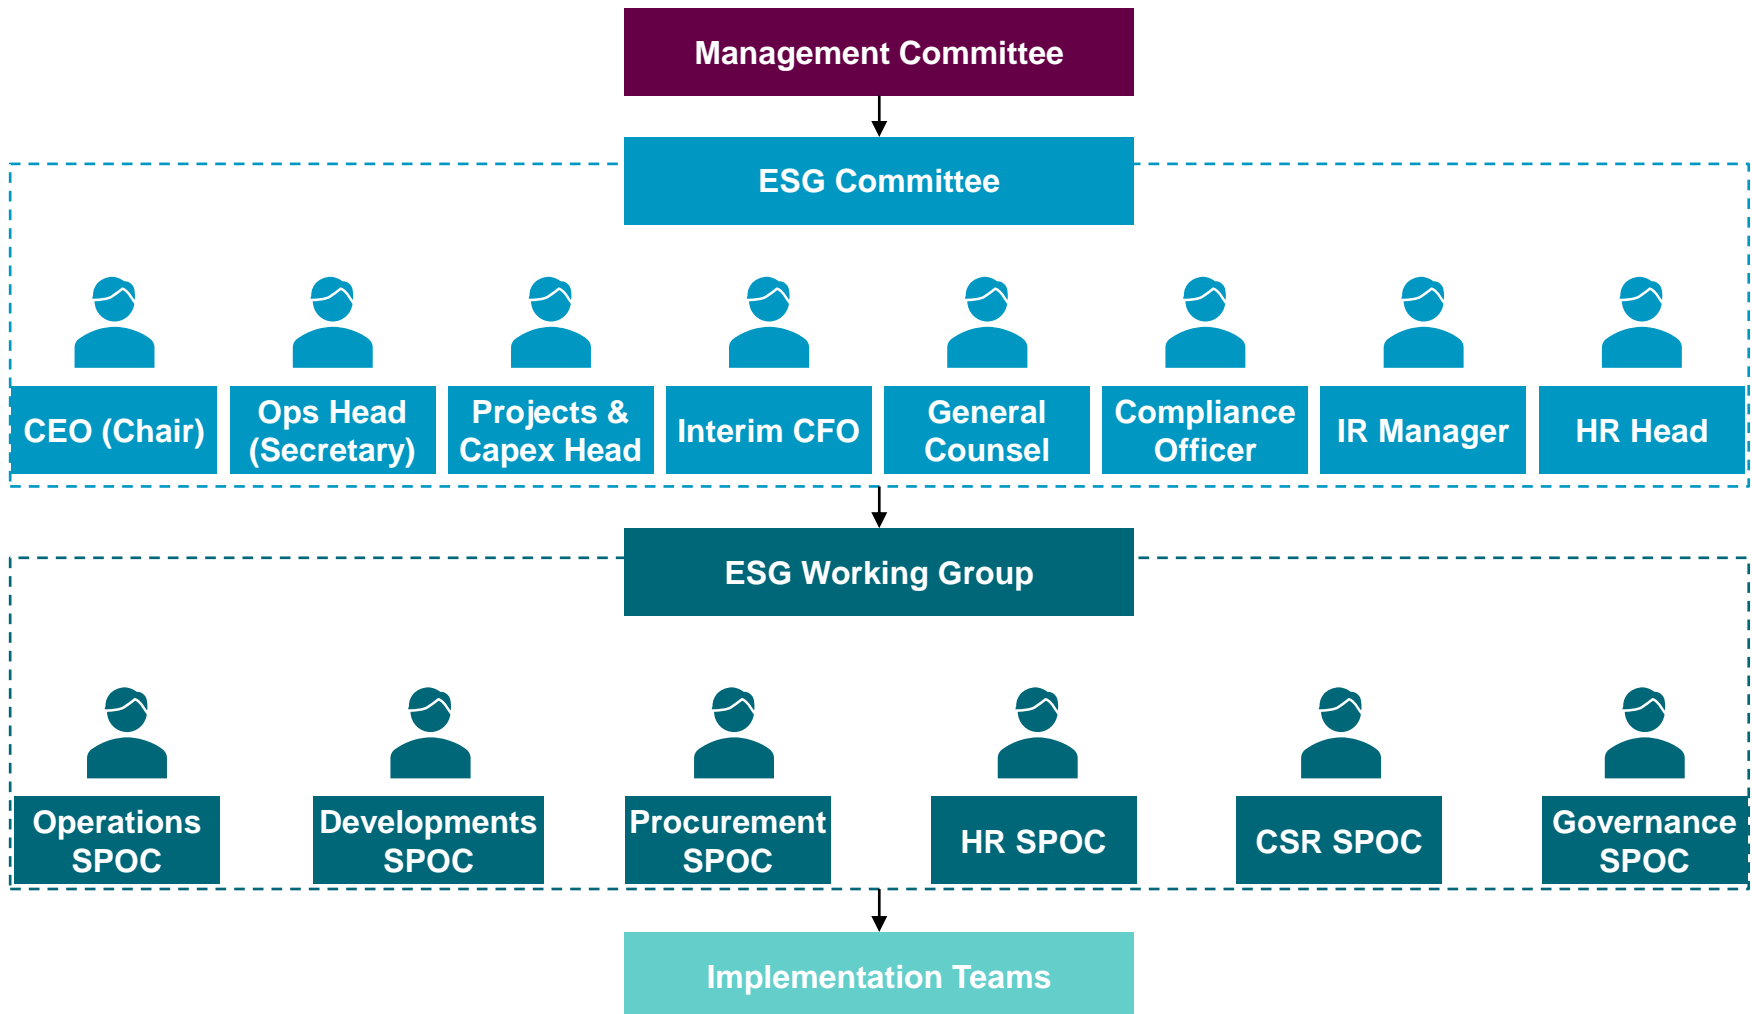 Management Committee
ESG Committee
CEO (Chair)
Ops Head
(Secretary)
Projects &
Capex Head
Interim CFO
General
Counsel
Compliance
Officer
IR Manager
HR Head
ESG Working Group
Operations
SPOC
Developments
SPOC
Procurement
SPOC
HR SPOC
CSR SPOC
Governance
SPOC
Implementation Teams